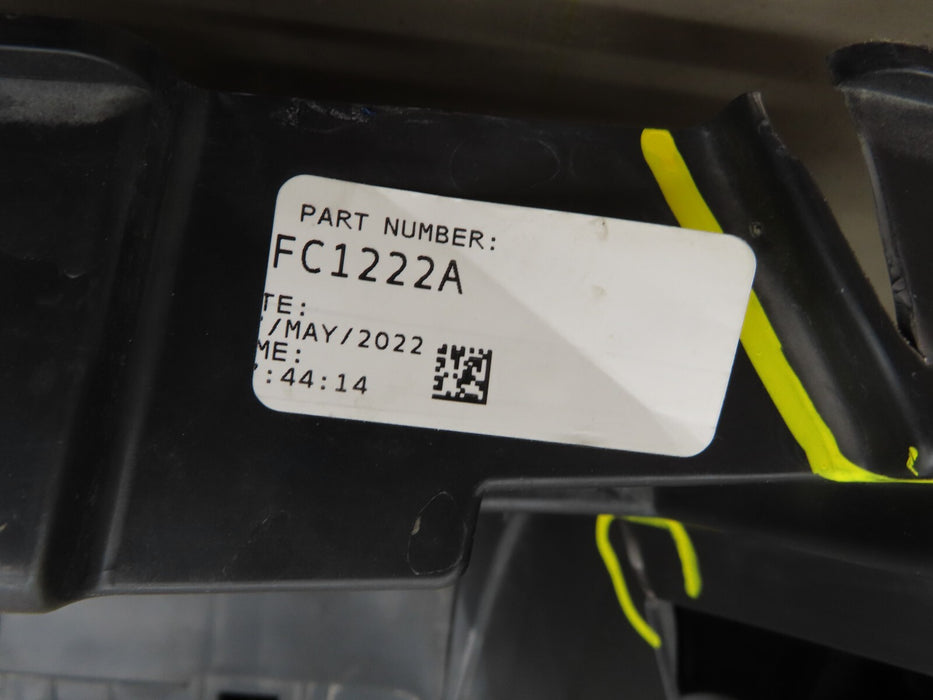 PART NUMBER:
FC1222A
TE:
/MAY/2022
ME:
:44:14